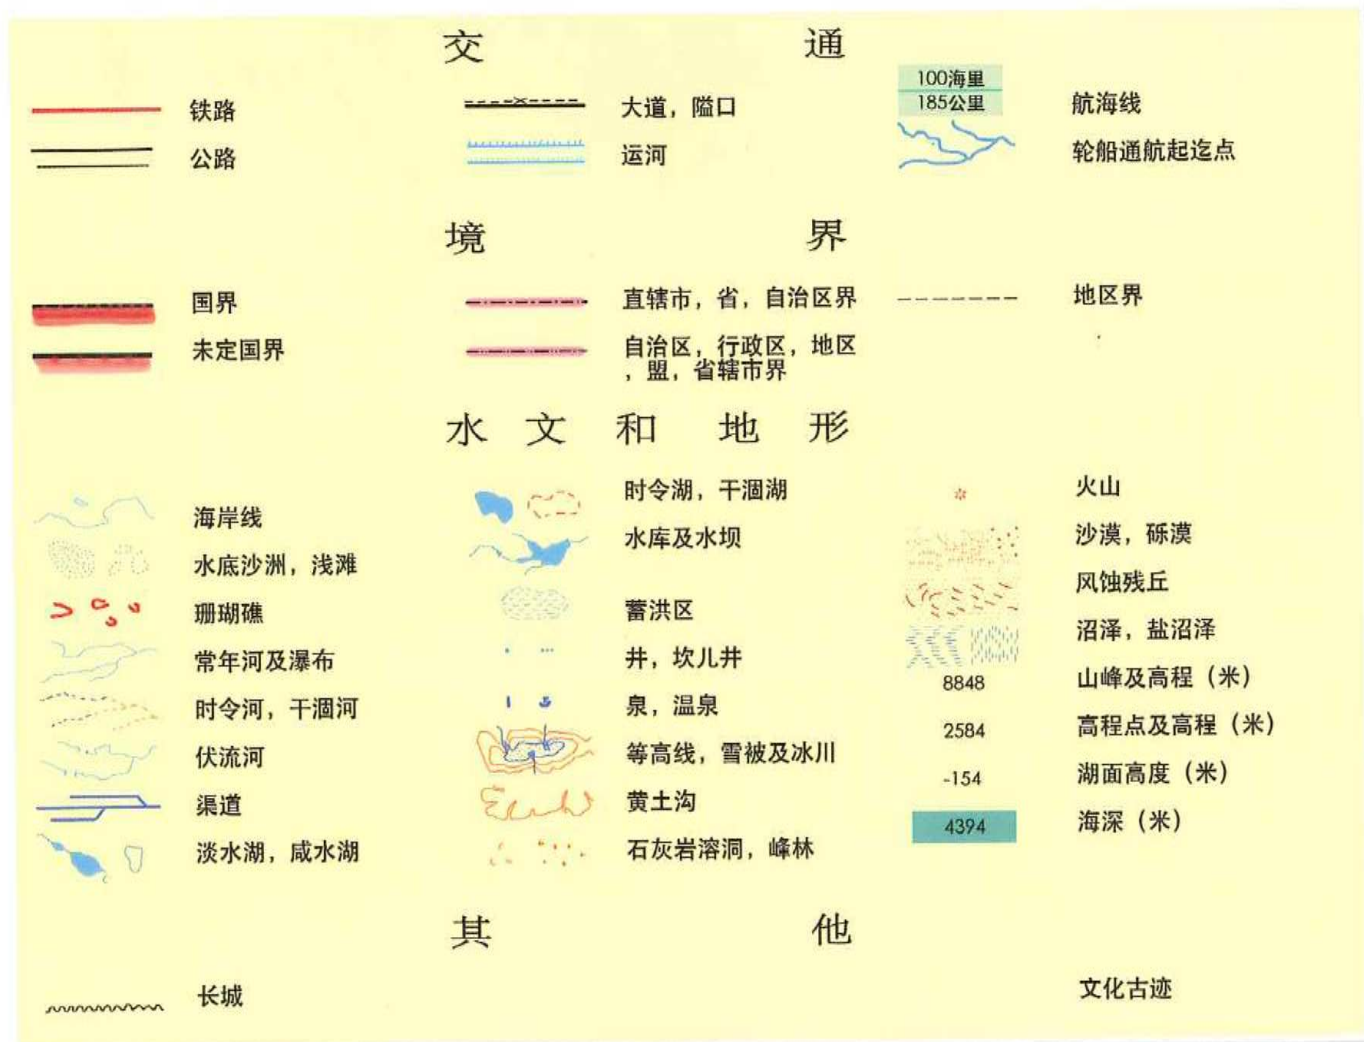 交通
铁路
公路
大道，隘口
运河
100海里
185公里
航海线
轮船通航起迄点
境界
国界
未定国界
直辖市，省，自治区界
自治区，行政区，地区
，盟，省辖市界
地区界
水文和地形
海岸线
水底沙洲，浅滩
珊瑚礁
常年河及瀑布
时令河，干涸河
伏流河
渠道
淡水湖，咸水湖
时令湖，干涸湖
水库及水坝
蓄洪区
井，坎儿井
泉，温泉
等高线，雪被及冰川
黄土沟
石灰岩溶洞，峰林
火山
沙漠，砾漠
风蚀残丘
沼泽，盐沼泽
8848
山峰及高程（米）
2584
高程点及高程（米）
-154
湖面高度（米）
4394
海深（米）
其他
长城
文化古迹